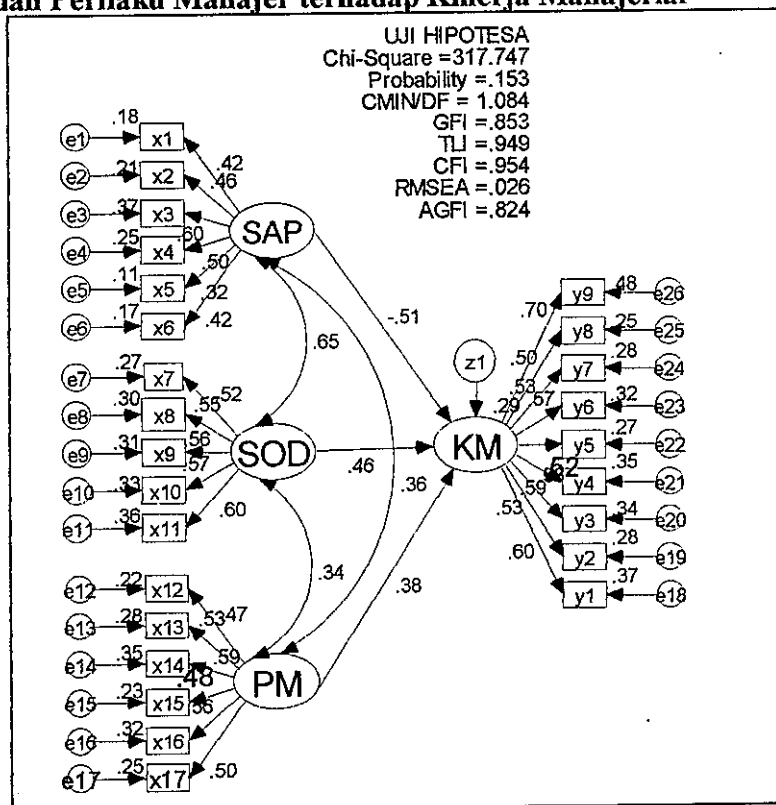 dan Perilaku Manajer terhadap Kinerja Manajerial
UJI HIPOTESA
Chi-Square =317.747
Probability =.153
CMIN/DF = 1.084
GFI =.853
TLI =.949
CFI =.954
RMSEA =.026
AGFI =.824
e1 .18 x1 .42
e2 .21 x2 .46
e3 .37 x3 .60
e4 .25 x4 .50
e5 .11 x5 .32
e6 .17 x6 .42
SAP
-.51
.65
e7 .27 x7 .52
e8 .30 x8 .55
e9 .31 x9 .56
e10 .33 x10 .57
e11 .36 x11 .60
SOD
.46
.36
.34
e12 .22 x12 .47
e13 .28 x13 .53
e14 .35 x14 .59
e15 .23 x15 .48
e16 .32 x16 .56
e17 .25 x17 .50
PM
.38
z1
.29
KM
.70 y9 .48 e26
.50 y8 .25 e25
.53 y7 .28 e24
.57 y6 .32 e23
y5 .27 e22
y4 .35 e21
.59 y3 .34 e20
.53 y2 .28 e19
.60 y1 .37 e18